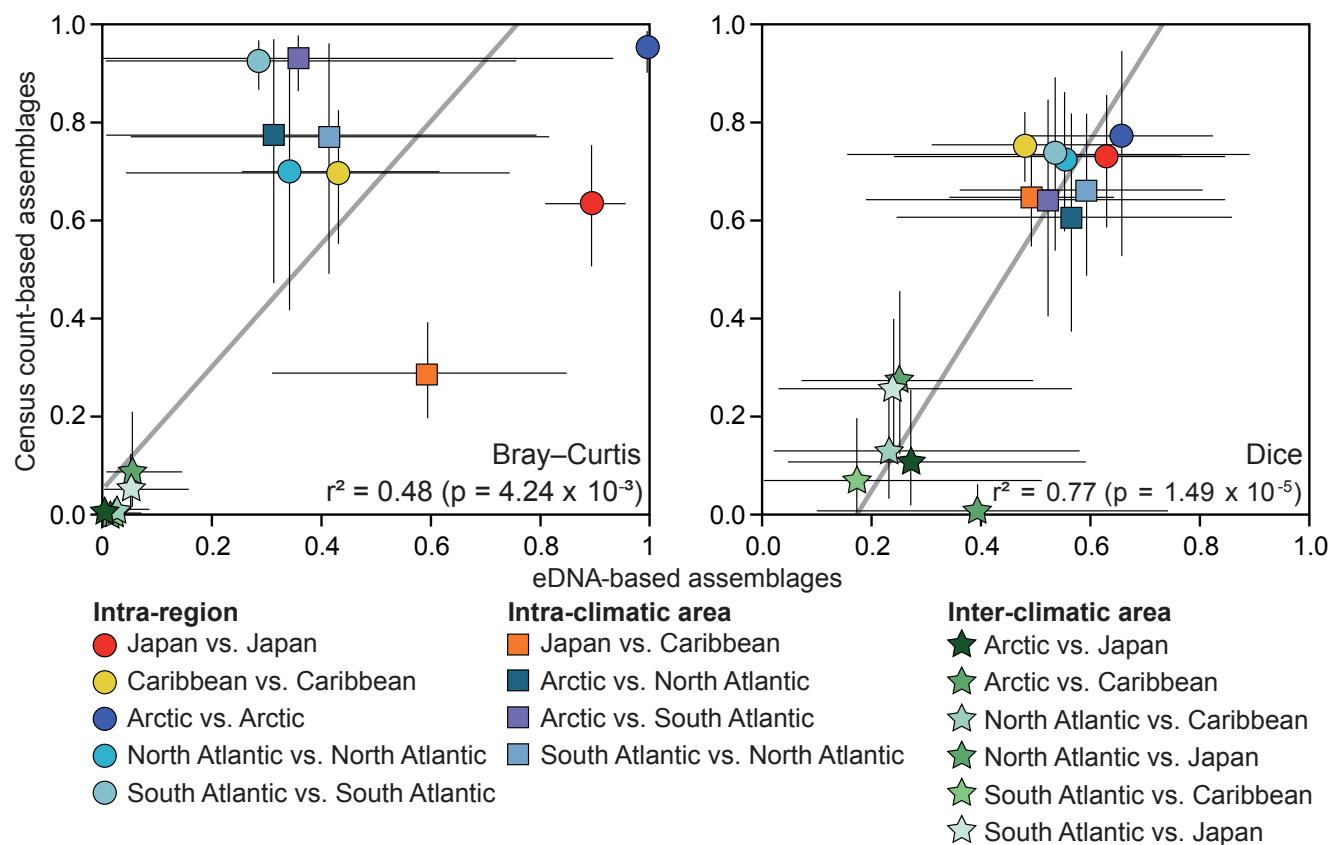 Census count-based assemblages
1.0
0.8
0.6
0.4
0.2
0.0
0
0.2
0.4
0.6
0.8
1
Bray–Curtis
r² = 0.48 (p = 4.24 x 10⁻³)
1.0
0.8
0.6
0.4
0.2
0.0
0.0
0.2
0.4
0.6
0.8
1.0
Dice
r² = 0.77 (p = 1.49 x 10⁻⁵)
eDNA-based assemblages
Intra-region
Japan vs. Japan
Caribbean vs. Caribbean
Arctic vs. Arctic
North Atlantic vs. North Atlantic
South Atlantic vs. South Atlantic
Intra-climatic area
Japan vs. Caribbean
Arctic vs. North Atlantic
Arctic vs. South Atlantic
South Atlantic vs. North Atlantic
Inter-climatic area
Arctic vs. Japan
Arctic vs. Caribbean
North Atlantic vs. Caribbean
North Atlantic vs. Japan
South Atlantic vs. Caribbean
South Atlantic vs. Japan